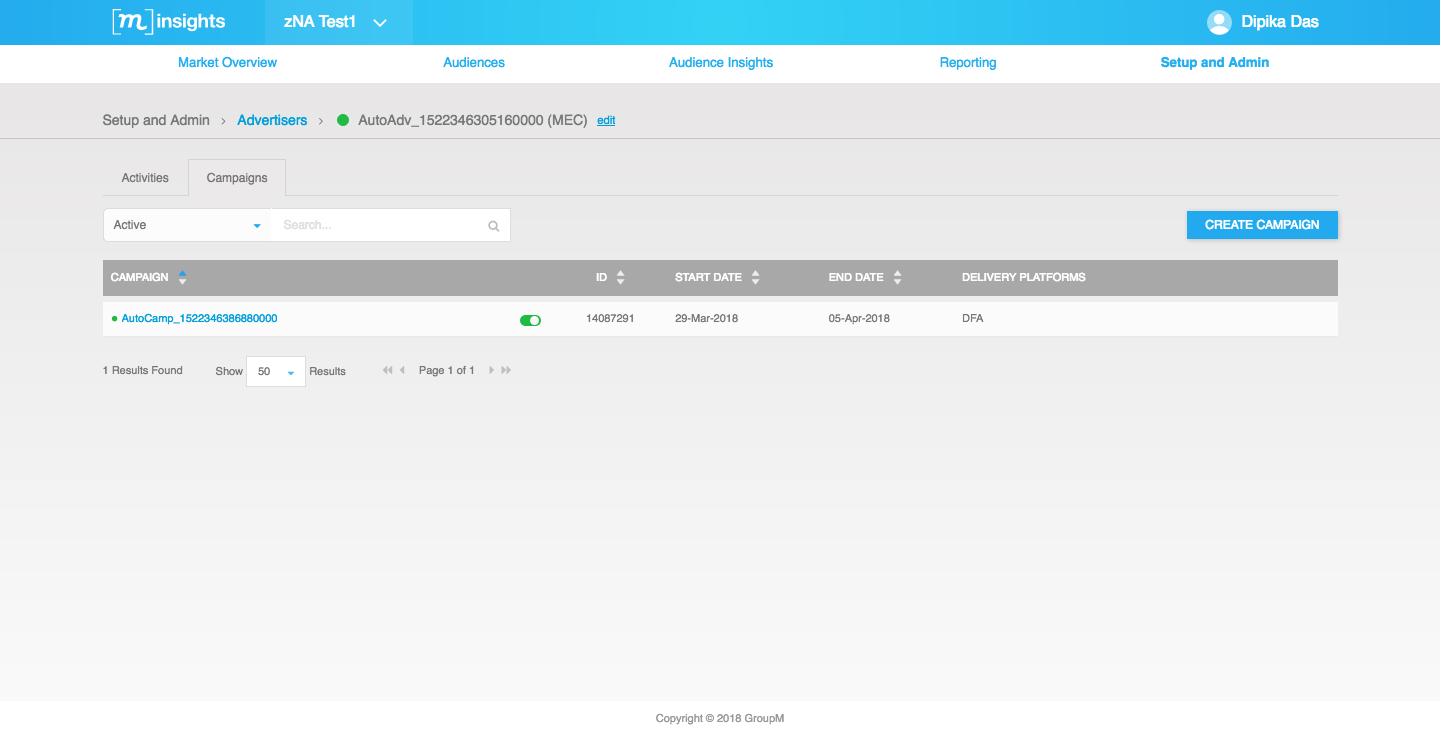 [m] insights zNA Test1 Dipika Das
Market Overview Audiences Audience Insights Reporting Setup and Admin
Setup and Admin > Advertisers > AutoAdv_1522346305160000 (MEC) edit
Activities Campaigns
Active Search... CREATE CAMPAIGN
CAMPAIGN ID START DATE END DATE DELIVERY PLATFORMS
AutoCamp_1522346386880000 14087291 29-Mar-2018 05-Apr-2018 DFA
1 Results Found Show 50 Results Page 1 of 1
Copyright © 2018 GroupM